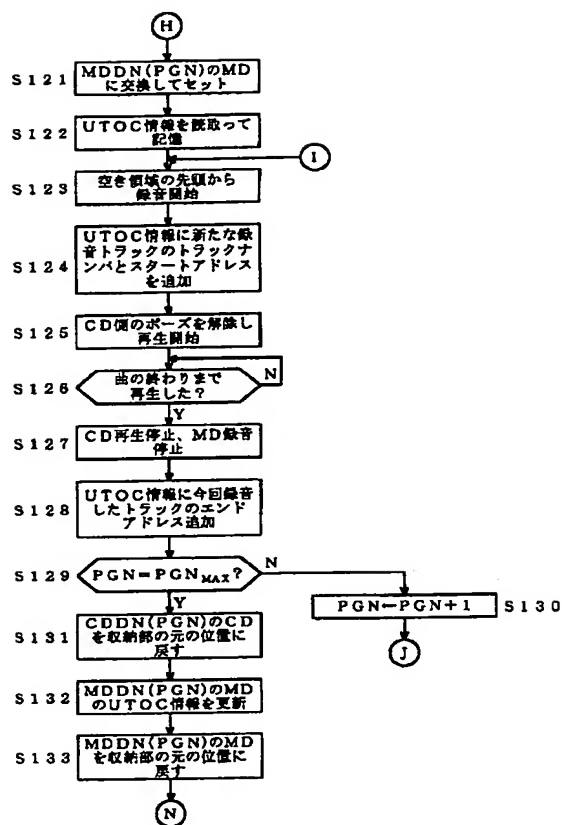 H
S121
MDDN(PGN)のMD
に交換してセット
S122
UTOC情報を読取って
記憶
I
S123
空き領域の先頭から
録音開始
S124
UTOC情報に新たな録
音トラックのトラックナ
ンバとスタートアドレス
を追加
S125
CD側のポーズを解除し
再生開始
S126
曲の終わりまで
再生した?
N
Y
S127
CD再生停止、MD録音
停止
S128
UTOC情報に今回録音
したトラックのエンド
アドレス追加
S129
PGN=PGNMAX?
N
Y
PGN←PGN+1
S130
J
S131
CDDN(PGN)のCD
を収納部の元の位置に
戻す
S132
MDDN(PGN)のMD
のUTOC情報を更新
S133
MDDN(PGN)のMD
を収納部の元の位置に
戻す
N